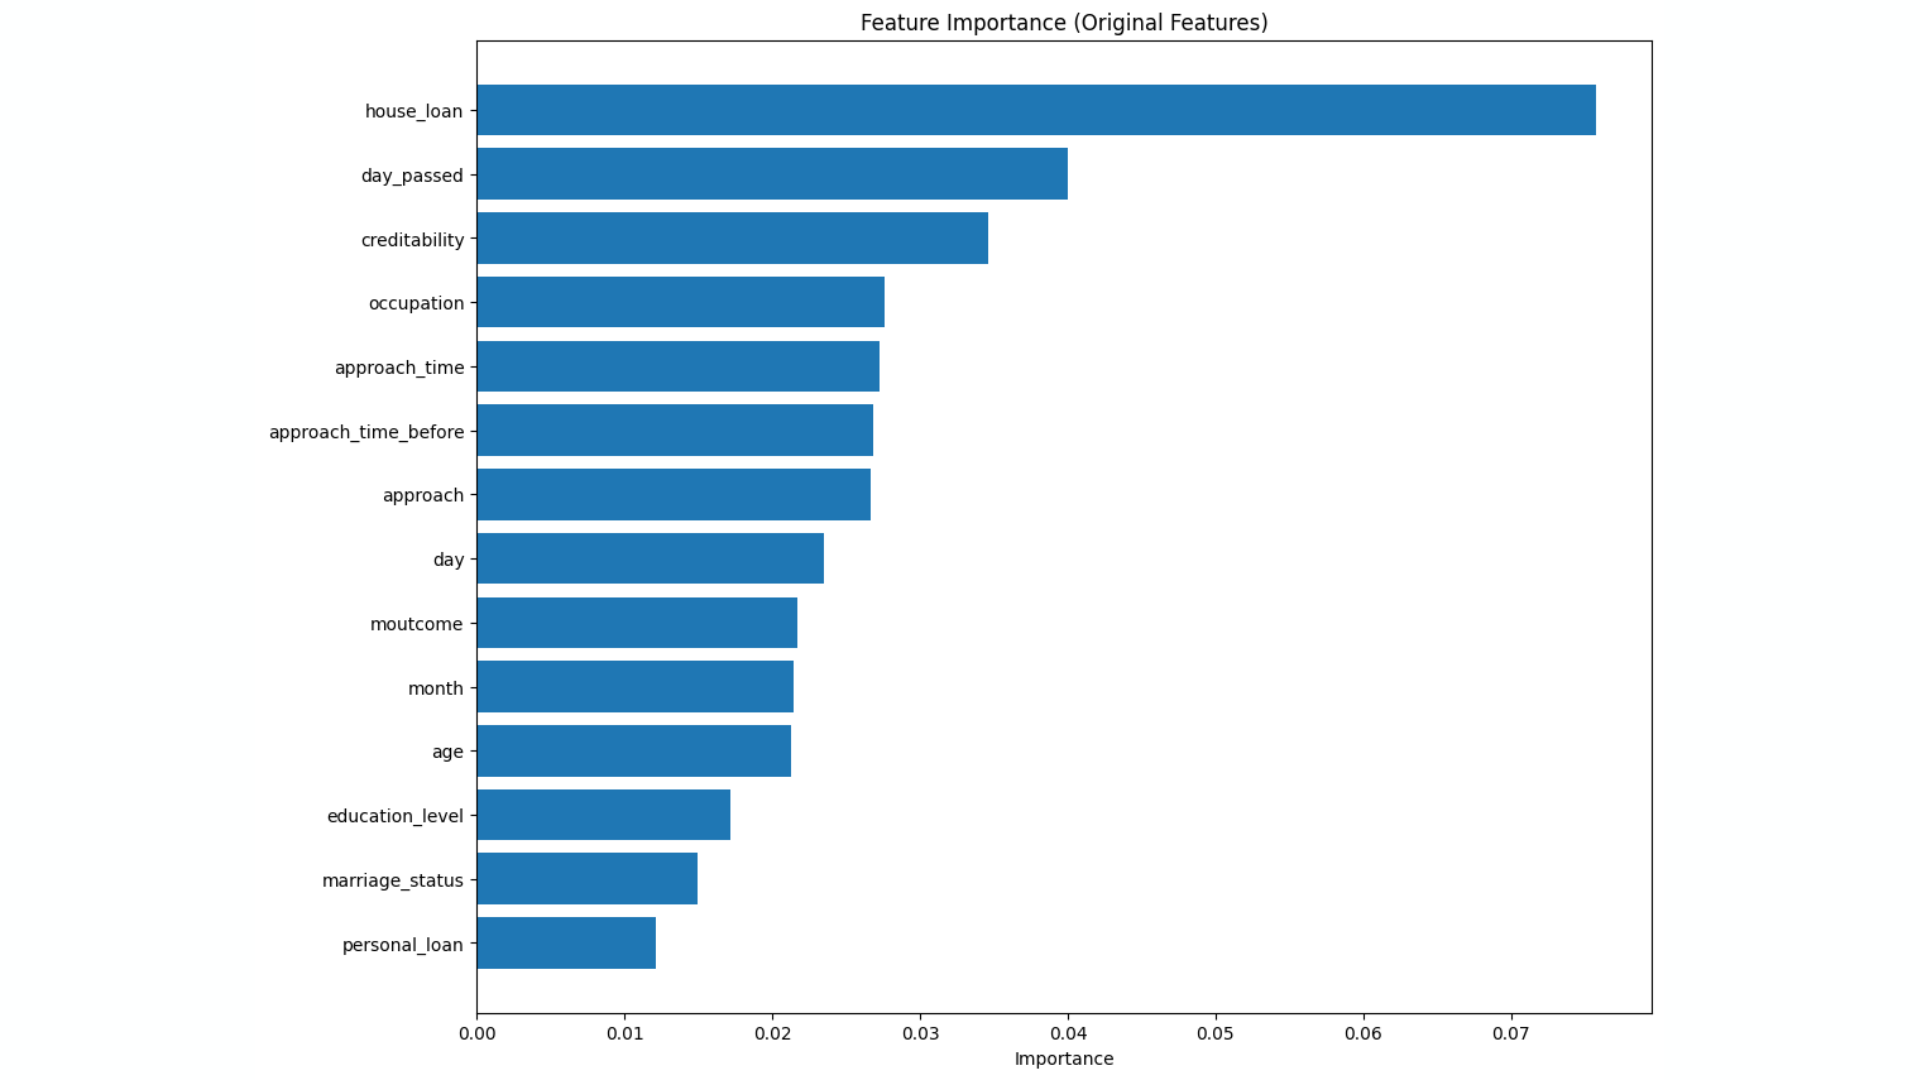 Feature Importance (Original Features)
house_loan
day_passed
creditability
occupation
approach_time
approach_time_before
approach
day
moutcome
month
age
education_level
marriage_status
personal_loan
0.00 0.01 0.02 0.03 0.04 0.05 0.06 0.07
Importance